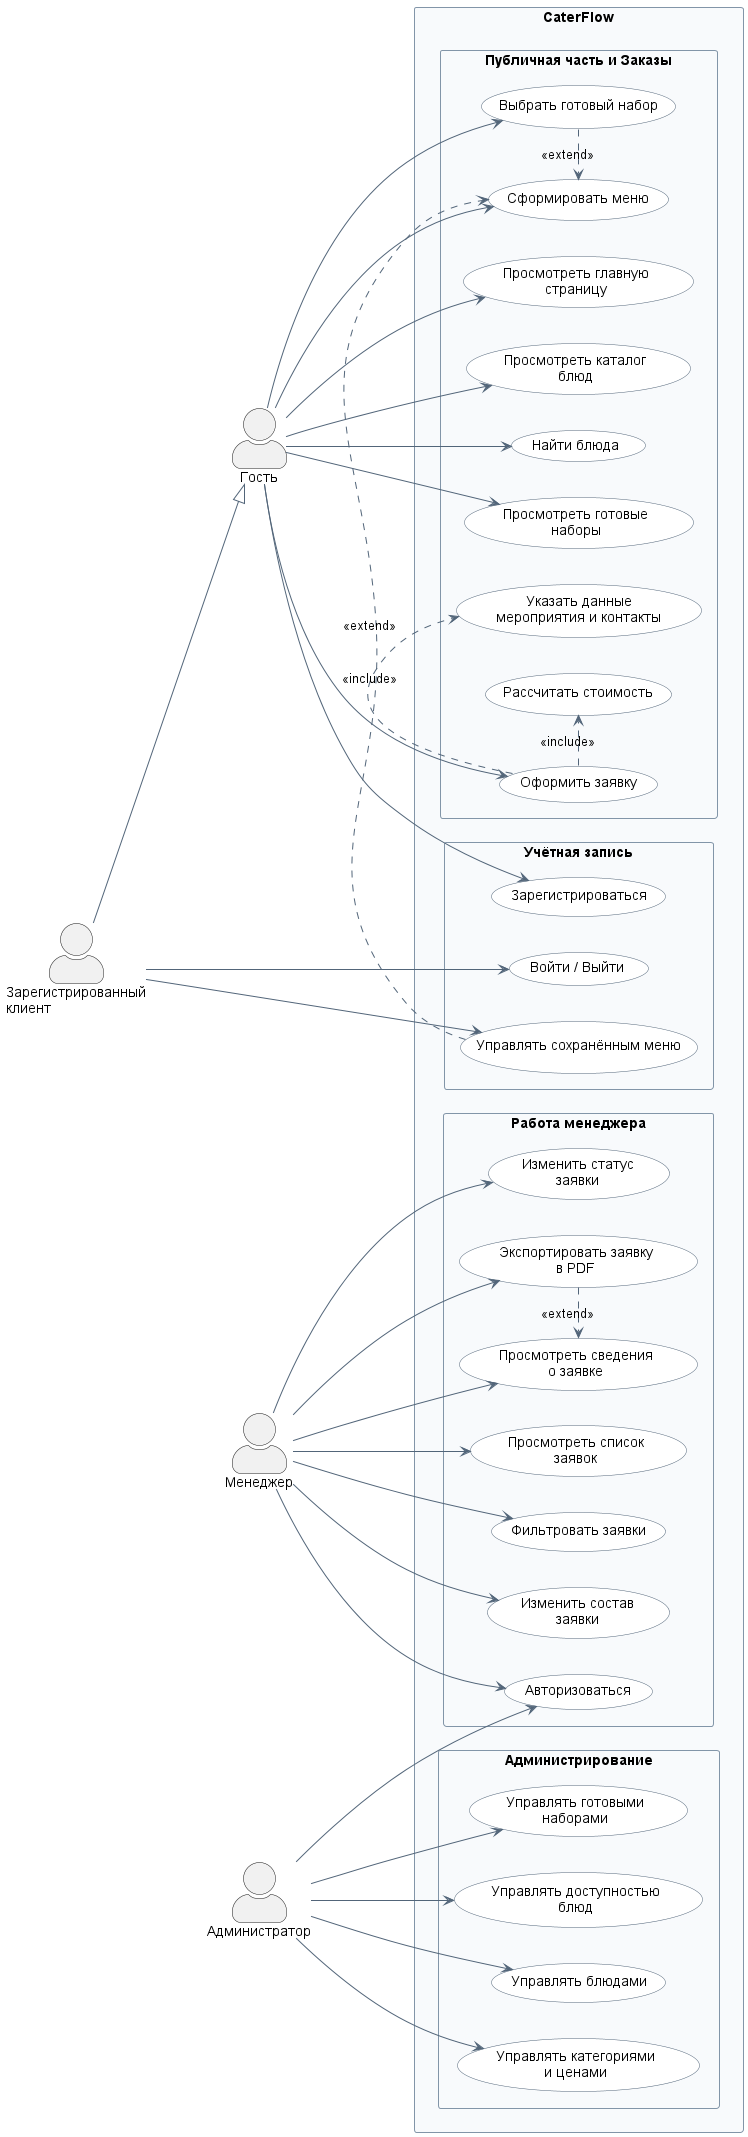 CaterFlow
Публичная часть и Заказы
Выбрать готовый набор
«extend»
Сформировать меню
Просмотреть главную
страницу
Просмотреть каталог
блюд
Найти блюда
Гость
Просмотреть готовые
наборы
Указать данные
мероприятия и контакты
«extend»
«include»
Рассчитать стоимость
«include»
Оформить заявку
Учётная запись
Зарегистрироваться
Войти / Выйти
Зарегистрированный
клиент
Управлять сохранённым меню
Работа менеджера
Изменить статус
заявки
Экспортировать заявку
в PDF
«extend»
Просмотреть сведения
о заявке
Просмотреть список
заявок
Менеджер
Фильтровать заявки
Изменить состав
заявки
Авторизоваться
Администрирование
Управлять готовыми
наборами
Управлять доступностью
блюд
Администратор
Управлять блюдами
Управлять категориями
и ценами